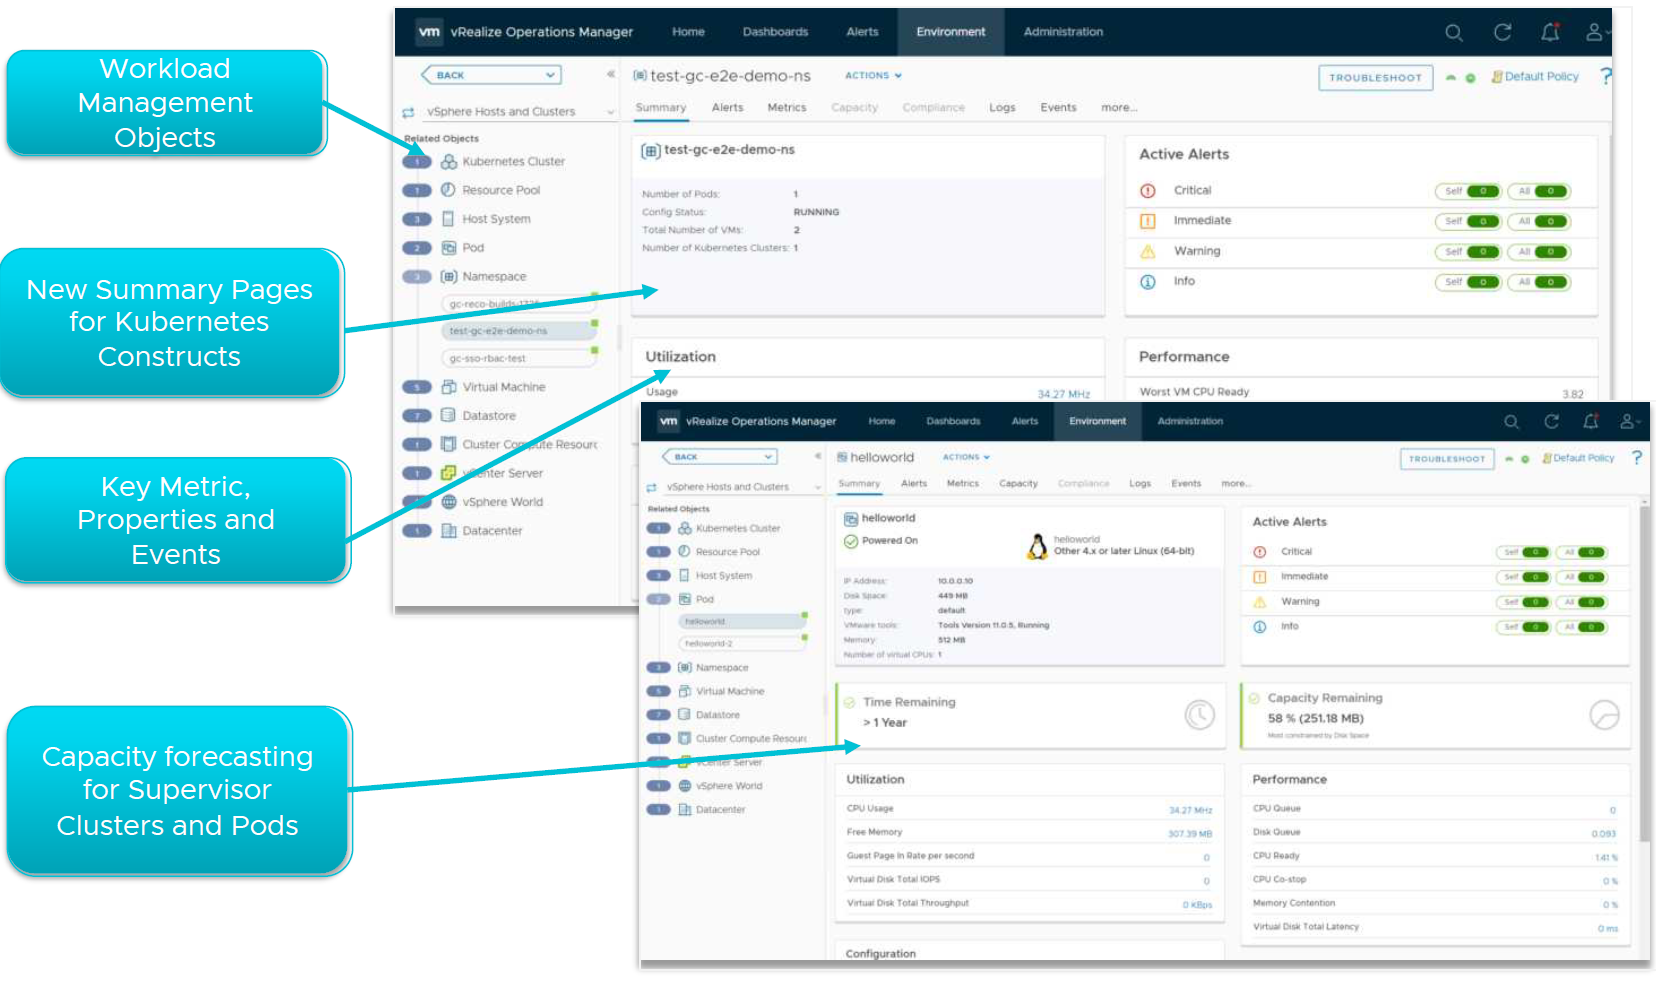 Workload
Management
Objects
New Summary Pages
for Kubernetes
Constructs
Key Metric,
Properties and
Events
Capacity forecasting
for Supervisor
Clusters and Pods
vm vRealize Operations Manager Home Dashboards Alerts Environment Administration
BACK
test-gc-e2e-demo-ns ACTIONS
TROUBLESHOOT Default Policy ?
vSphere Hosts and Clusters
Summary Alerts Metrics Capacity Compliance Logs Events more...
Related Objects
1 Kubernetes Cluster
1 Resource Pool
3 Host System
2 Pod
3 Namespace
gc-reco-builds
test-gc-e2e-demo-ns
gc-sso-rbac-test
5 Virtual Machine
7 Datastore
1 Cluster Compute Resourc
1 vCenter Server
vSphere World
1 Datacenter
test-gc-e2e-demo-ns
Number of Pods: 1
Config Status: RUNNING
Total Number of VMs: 2
Number of Kubernetes Clusters: 1
Active Alerts
Critical Self 0 All 0
Immediate Self 0 All 0
Warning Self 0 All 0
Info Self 0 All 0
Utilization
Usage 34.27 MHz
Performance
Worst VM CPU Ready 3.82
vm vRealize Operations Manager Home Dashboards Alerts Environment Administration
BACK
helloworld ACTIONS
TROUBLESHOOT Default Policy ?
vSphere Hosts and Clusters
Summary Alerts Metrics Capacity Compliance Logs Events more...
Related Objects
1 Kubernetes Cluster
1 Resource Pool
3 Host System
2 Pod
helloworld
helloworld-2
3 Namespace
5 Virtual Machine
7 Datastore
1 Cluster Compute Resourc
vCenter Server
1 vSphere World
1 Datacenter
helloworld
Powered On
helloworld
Other 4.x or later Linux (64-bit)
IP Address: 10.0.0.10
Disk Space: 449 MB
type: default
VMware tools: Tools Version 11.0.5, Running
Memory: 512 MB
Number of virtual CPUs: 1
Active Alerts
Critical Self 0 All 0
Immediate Self 0 All 0
Warning Self 0 All 0
Info Self 0 All 0
Time Remaining
> 1 Year
Capacity Remaining
58 % (251.18 MB)
Most constrained by Disk Space
Utilization
CPU Usage 34.27 MHz
Free Memory 307.39 MB
Guest Page In Rate per second 0
Virtual Disk Total IOPS 0
Virtual Disk Total Throughput 0 KBps
Performance
CPU Queue 0
Disk Queue 0.093
CPU Ready 1.41 %
CPU Co-stop 0 %
Memory Contention 0 %
Virtual Disk Total Latency 0 ms
Configuration